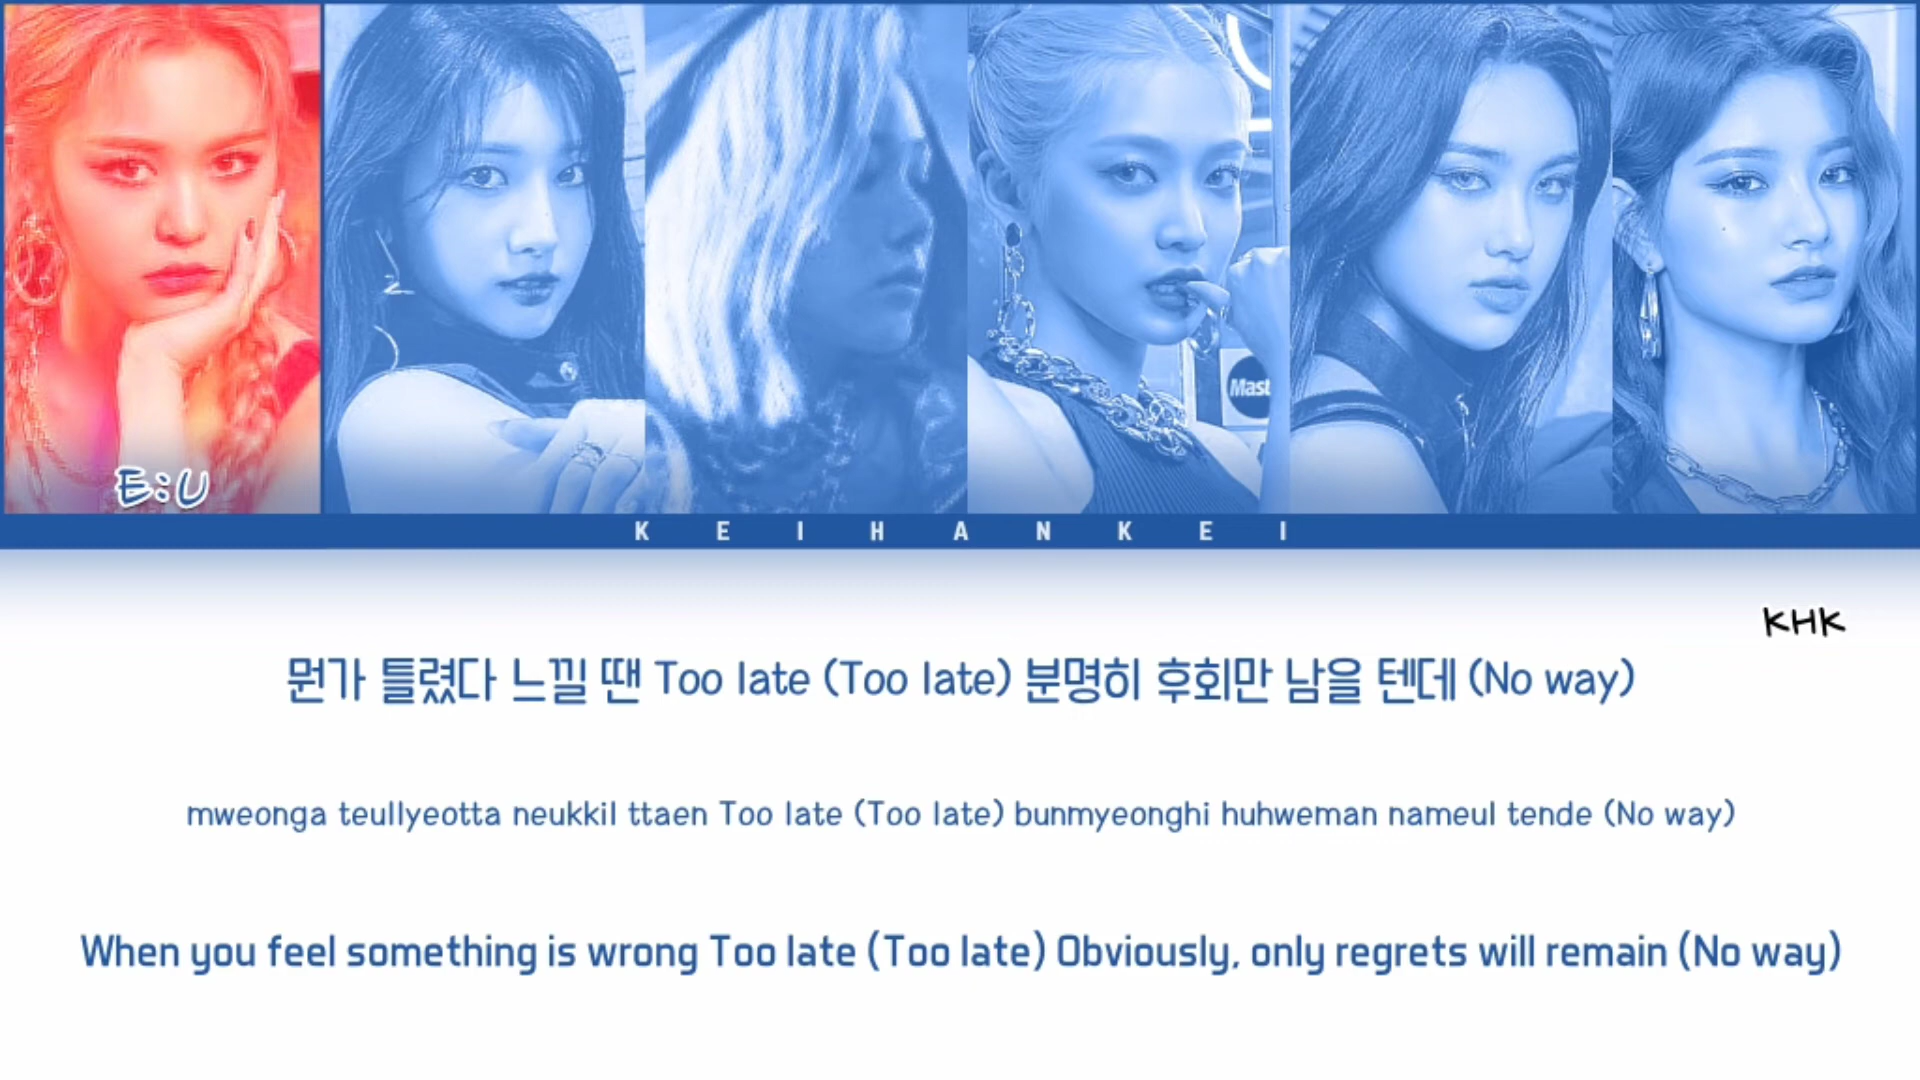 Mast
E:U
KEIHANKEI
KHK
뭔가 틀렸다 느낄 땐 Too late (Too late) 분명히 후회만 남을 텐데 (No way)
mweonga teullyeotta neukkil ttaen Too late (Too late) bunmyeonghi huhweman nameul tende (No way)
When you feel something is wrong Too late (Too late) Obviously, only regrets will remain (No way)